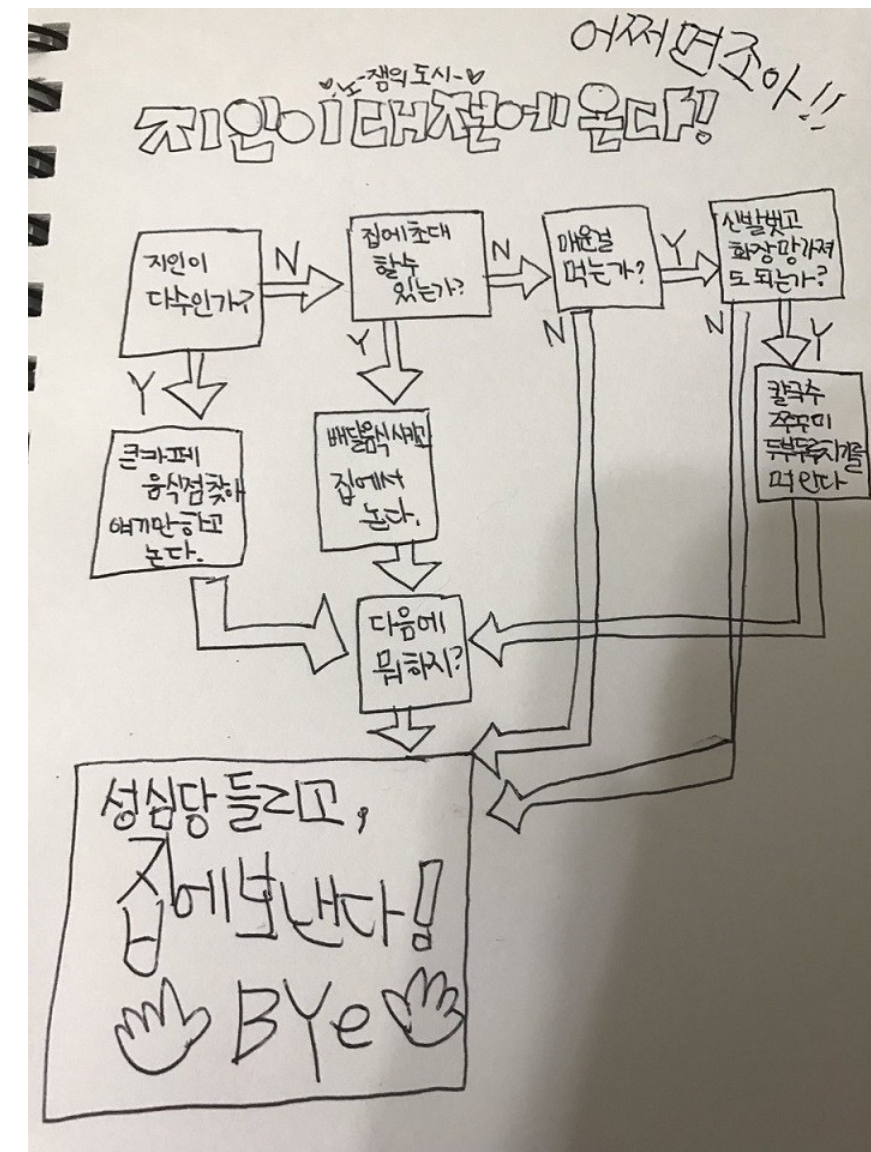 어쩌면조아!!
노-잼의 도시-
지인이 대전에 온다!
지인이
다수인가?
N
집에 초대
할수
있는가?
N
매운걸
먹는가?
Y
신발벗고
화장망가져
도 되는가?
Y
Y
N
N
Y
큰카페
음식점찾아
얘기만하고
논다.
배달음식시키고
집에서
논다.
칼국수
쭈꾸미
두부두루치기를
먹인다
다음에
뭐하지?
성심당 들리고,
집에보낸다!
BYe